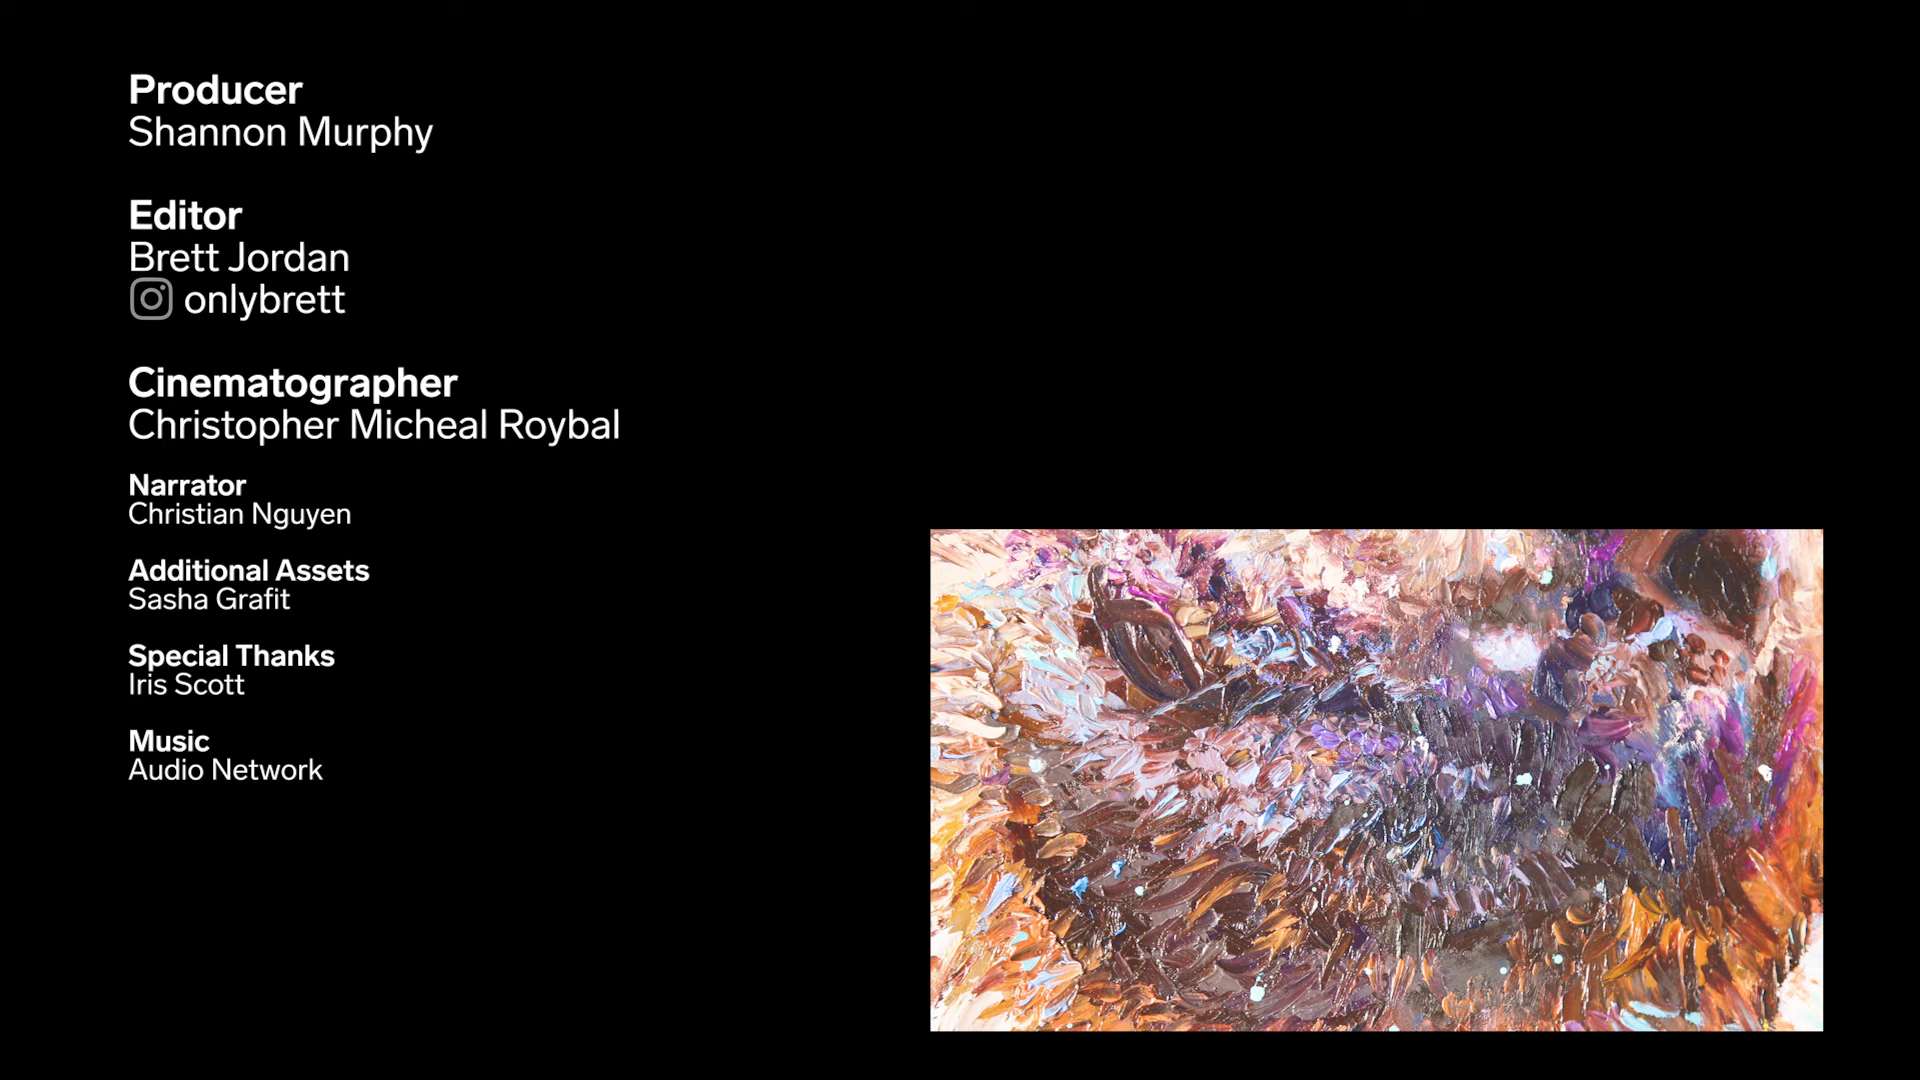 Producer
Shannon Murphy
Editor
Brett Jordan
onlybrett
Cinematographer
Christopher Micheal Roybal
Narrator
Christian Nguyen
Additional Assets
Sasha Grafit
Special Thanks
Iris Scott
Music
Audio Network